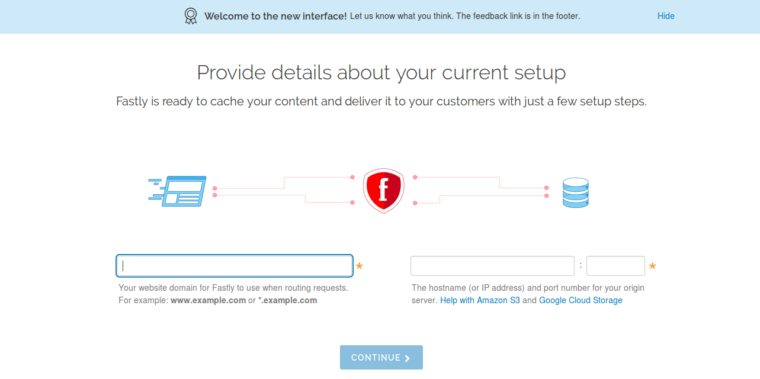 Welcome to the new interface! Let us know what you think. The feedback link is in the footer.
Hide
Provide details about your current setup
Fastly is ready to cache your content and deliver it to your customers with just a few setup steps.
f
*
:
*
Your website domain for Fastly to use when routing requests.
For example: www.example.com or *.example.com
The hostname (or IP address) and port number for your origin
server. Help with Amazon S3 and Google Cloud Storage
CONTINUE